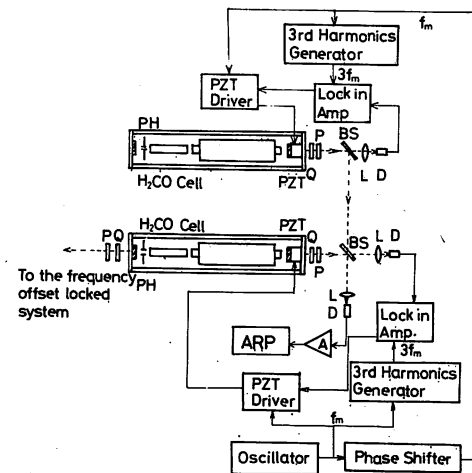 fm
3rd Harmonics
Generator
3fm
PZT
Driver
Lock in
Amp
PH
P
BS
H2CO Cell
PZT
Q
L D
H2CO Cell
PZT
Q
P
BS
L D
P Q
PH
To the frequency
offset locked
system
L
D
Lock in
Amp.
ARP
A
3fm
3rd Harmonics
Generator
PZT
Driver
fm
Oscillator
Phase Shifter